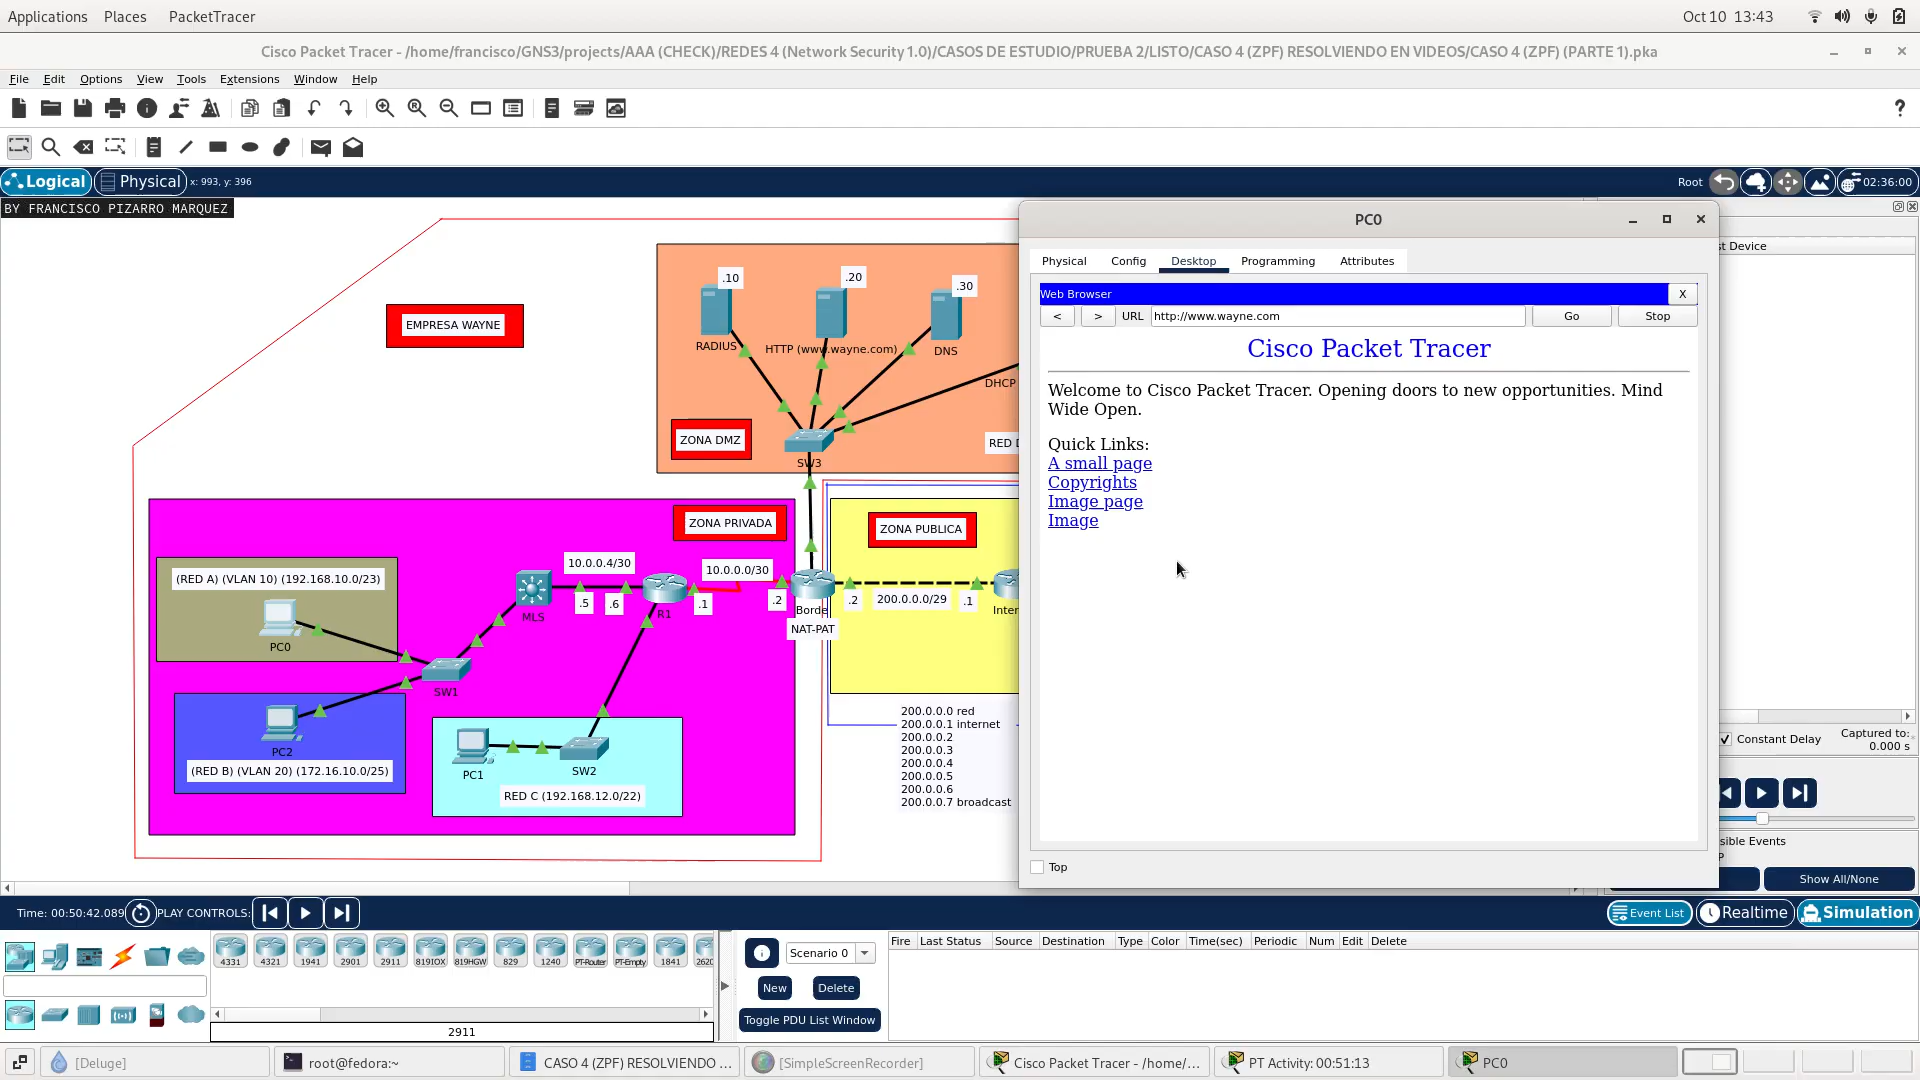 Applications Places PacketTracer Oct 10 13:43
Cisco Packet Tracer - /home/francisco/GNS3/projects/AAA (CHECK)/REDES 4 (Network Security 1.0)/CASOS DE ESTUDIO/PRUEBA 2/LISTO/CASO 4 (ZPF) RESOLVIENDO EN VIDEOS/CASO 4 (ZPF) (PARTE 1).pka
File Edit Options View Tools Extensions Window Help
Logical Physical x: 993, y: 396 Root 02:36:00
BY FRANCISCO PIZARRO MARQUEZ
EMPRESA WAYNE
.10
.20
.30
RADIUS
HTTP (www.wayne.com)
DNS
DHCP
ZONA DMZ
SW3
RED
ZONA PRIVADA
ZONA PUBLICA
(RED A) (VLAN 10) (192.168.10.0/23)
PC0
10.0.0.4/30
10.0.0.0/30
MLS
.5
.6
R1
.1
.2
Borde
NAT-PAT
.2
200.0.0.0/29
.1
Inter
SW1
PC2
(RED B) (VLAN 20) (172.16.10.0/25)
PC1
SW2
RED C (192.168.12.0/22)
200.0.0.0 red
200.0.0.1 internet
200.0.0.2
200.0.0.3
200.0.0.4
200.0.0.5
200.0.0.6
200.0.0.7 broadcast
PC0
Physical Config Desktop Programming Attributes
Web Browser X
< > URL http://www.wayne.com Go Stop
Cisco Packet Tracer
Welcome to Cisco Packet Tracer. Opening doors to new opportunities. Mind
Wide Open.
Quick Links:
A small page
Copyrights
Image page
Image
Top
st Device
Constant Delay
Captured to:
0.000 s
sible Events
Show All/None
Time: 00:50:42.089 PLAY CONTROLS: Event List Realtime Simulation
4331 4321 1941 2901 2911 819IOX 819HGW 829 1240 PT-Router PT-Empty 1841 2620
2911
Scenario 0
New Delete
Toggle PDU List Window
Fire Last Status Source Destination Type Color Time(sec) Periodic Num Edit Delete
[Deluge] root@fedora:~ CASO 4 (ZPF) RESOLVIENDO ... [SimpleScreenRecorder] Cisco Packet Tracer - /home/... PT Activity: 00:51:13 PC0